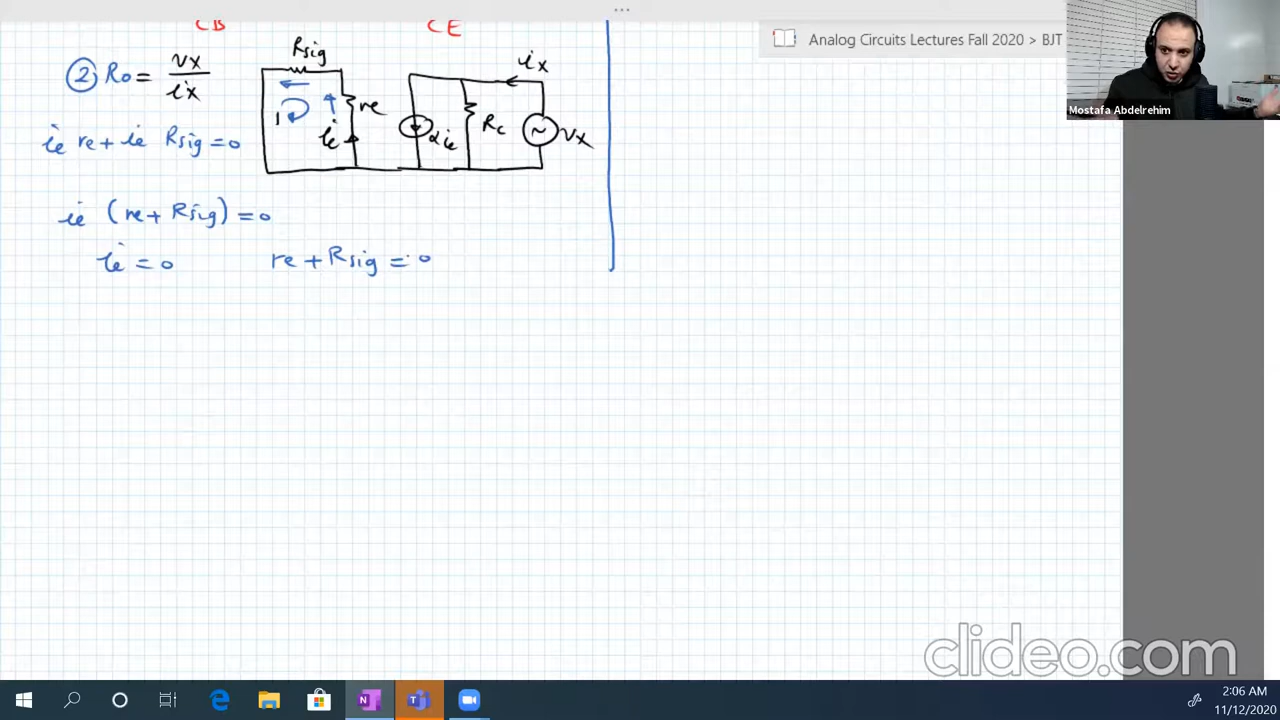 CB
CE
Analog Circuits Lectures Fall 2020 > BJT
Mostafa Abdelrehim
② Ro = vx / ix
Rsig
1
re
ie
αie
Rc
ix
vx
ie re + ie Rsig = 0
ie (re + Rsig) = 0
ie = 0
re + Rsig = 0
clideo.com
2:06 AM
11/12/2020